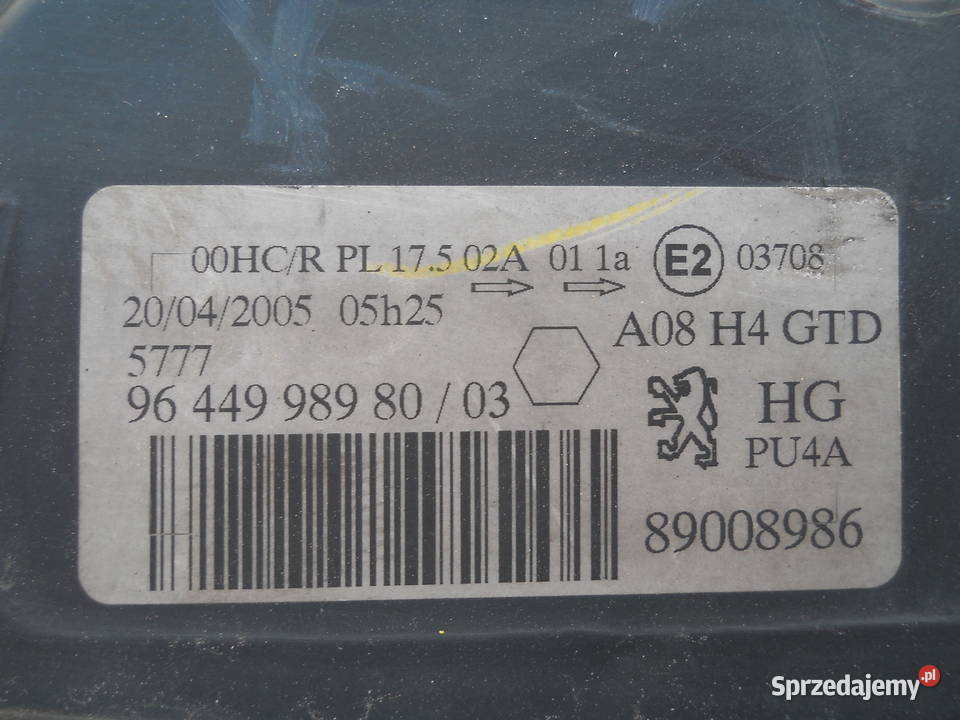 00HC/R PL 17.5 02A 01 1a E2 03708
20/04/2005 05h25
A08 H4 GTD
5777
96 449 989 80 / 03
HG
PU4A
89008986
Sprzedajemy.pl